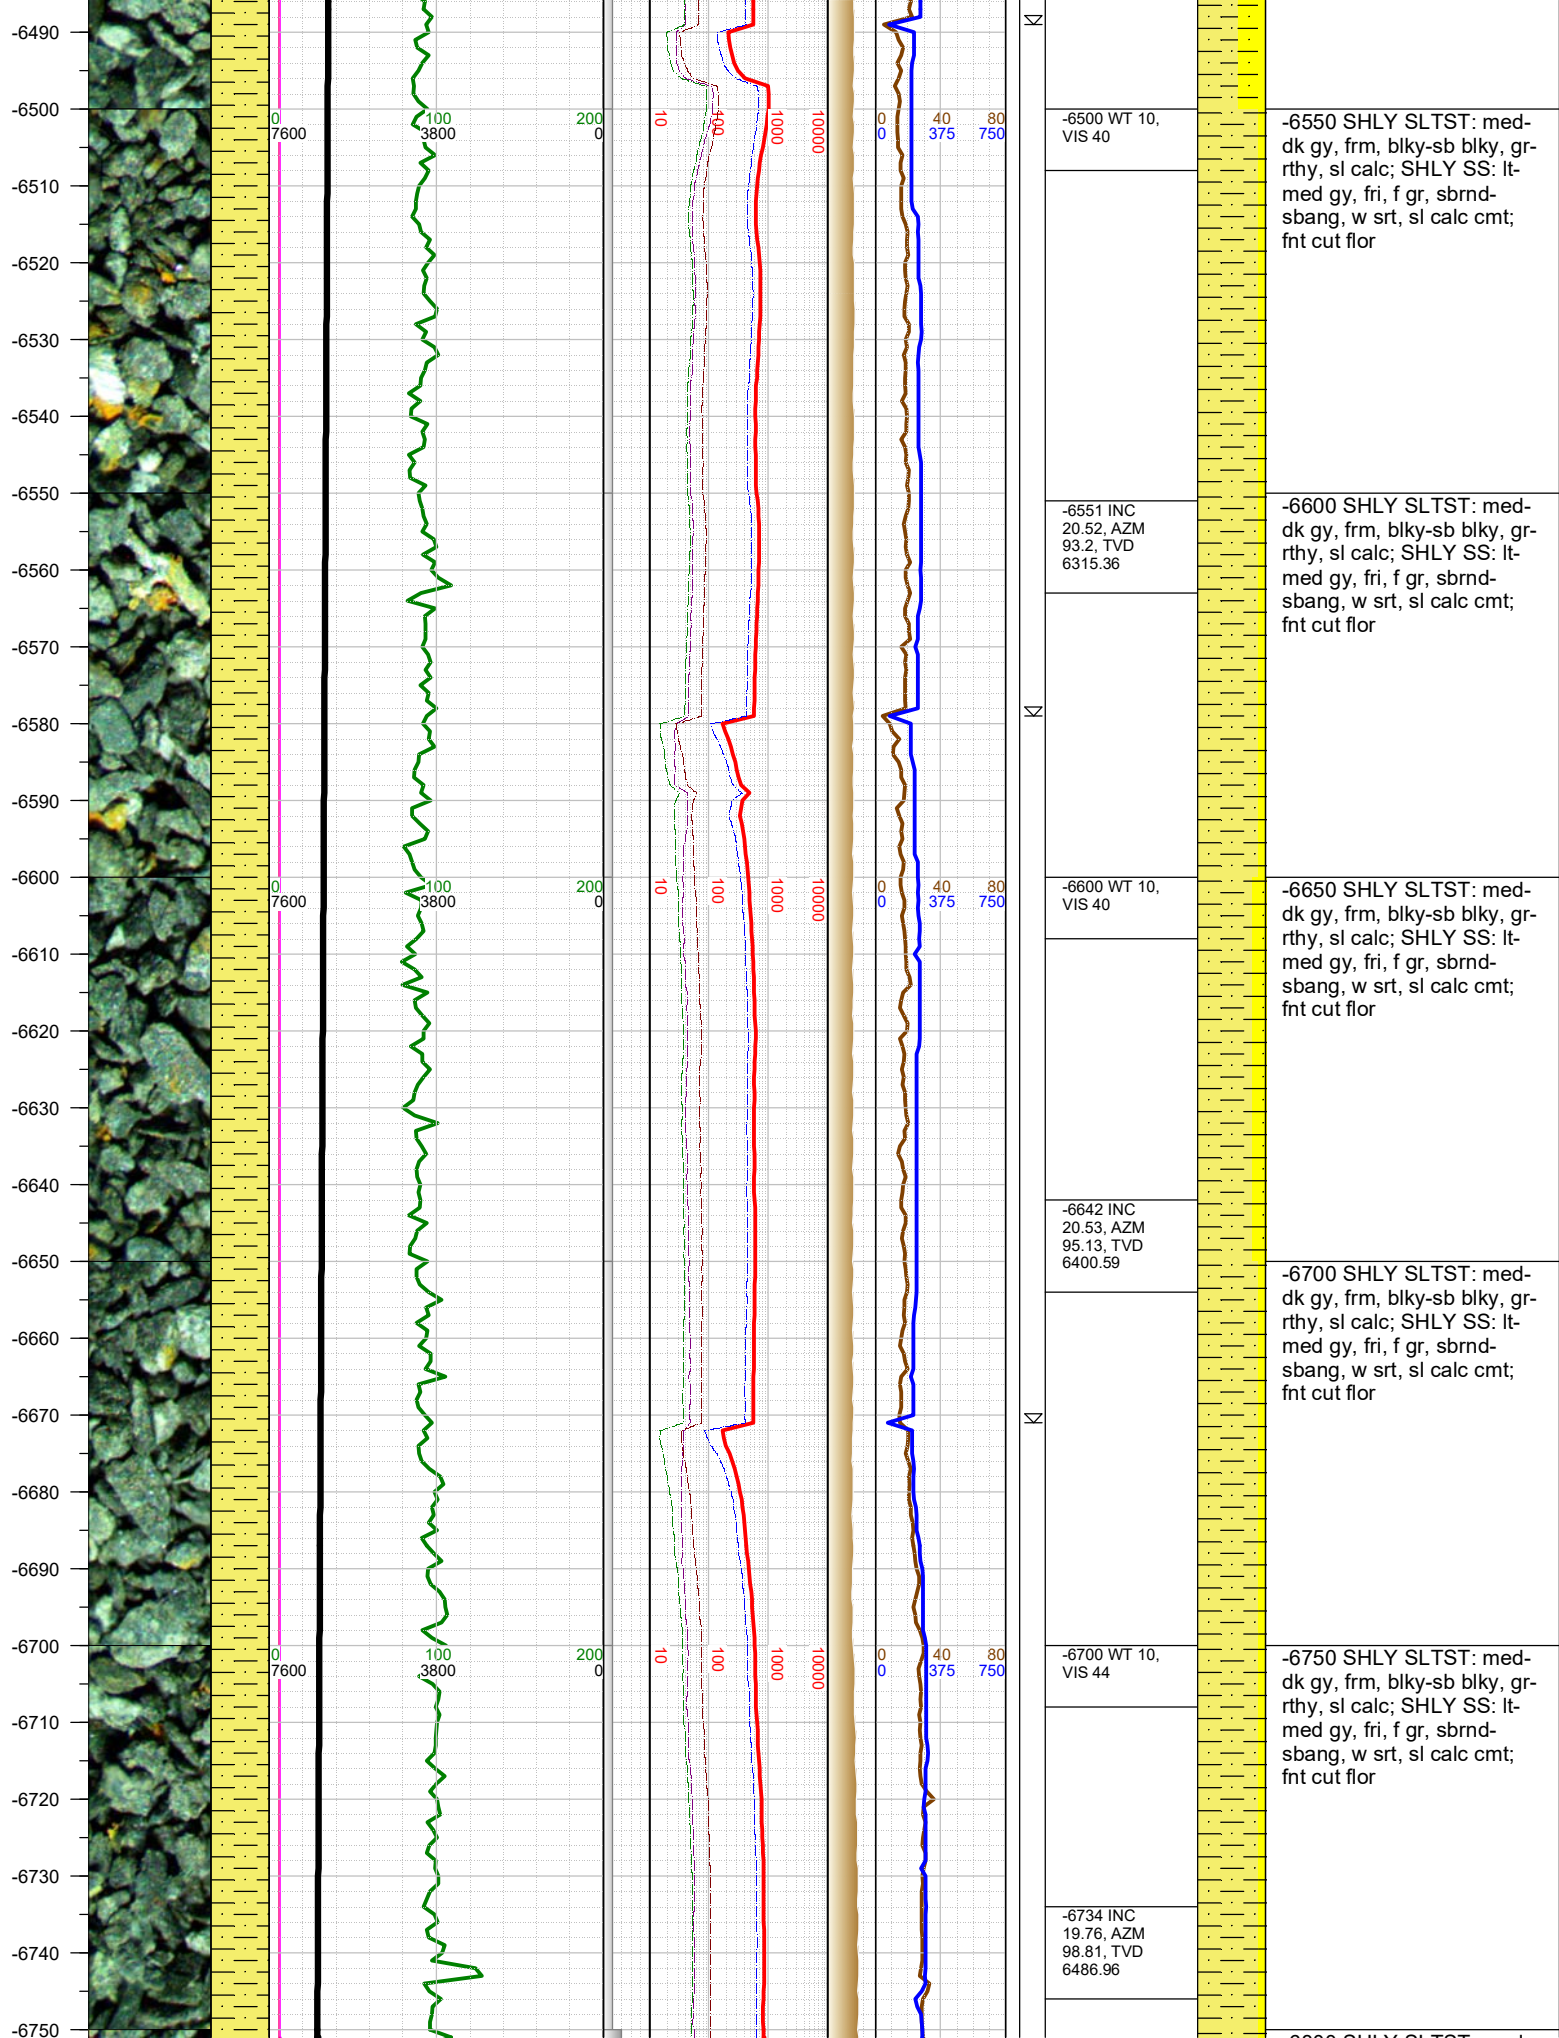 -6490
-6500
0 100 200
7600 3800 0
10 100 1000 10000
0 40 80
0 375 750
-6500 WT 10,
VIS 40
-6550 SHLY SLTST: med-
dk gy, frm, blky-sb blky, gr-
rthy, sl calc; SHLY SS: lt-
med gy, fri, f gr, sbrnd-
sbang, w srt, sl calc cmt;
fnt cut flor
-6510
-6520
-6530
-6540
-6550
-6551 INC
20.52, AZM
93.2, TVD
6315.36
-6600 SHLY SLTST: med-
dk gy, frm, blky-sb blky, gr-
rthy, sl calc; SHLY SS: lt-
med gy, fri, f gr, sbrnd-
sbang, w srt, sl calc cmt;
fnt cut flor
-6560
-6570
-6580
-6590
-6600
0 100 200
7600 3800 0
10 100 1000 10000
0 40 80
0 375 750
-6600 WT 10,
VIS 40
-6650 SHLY SLTST: med-
dk gy, frm, blky-sb blky, gr-
rthy, sl calc; SHLY SS: lt-
med gy, fri, f gr, sbrnd-
sbang, w srt, sl calc cmt;
fnt cut flor
-6610
-6620
-6630
-6640
-6642 INC
20.53, AZM
95.13, TVD
6400.59
-6650
-6700 SHLY SLTST: med-
dk gy, frm, blky-sb blky, gr-
rthy, sl calc; SHLY SS: lt-
med gy, fri, f gr, sbrnd-
sbang, w srt, sl calc cmt;
fnt cut flor
-6660
-6670
-6680
-6690
-6700
0 100 200
7600 3800 0
10 100 1000 10000
0 40 80
0 375 750
-6700 WT 10,
VIS 44
-6750 SHLY SLTST: med-
dk gy, frm, blky-sb blky, gr-
rthy, sl calc; SHLY SS: lt-
med gy, fri, f gr, sbrnd-
sbang, w srt, sl calc cmt;
fnt cut flor
-6710
-6720
-6730
-6734 INC
19.76, AZM
98.81, TVD
6486.96
-6740
-6750